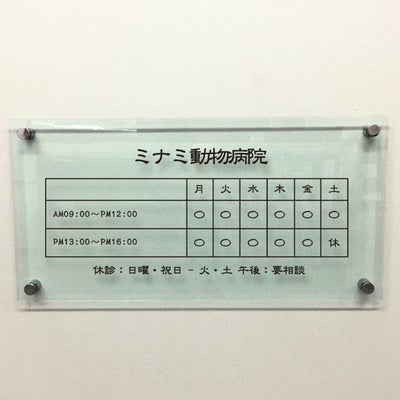 ミナミ動物病院
月 火 水 木 金 土
AM09:00～PM12:00 ○ ○ ○ ○ ○ ○
PM13:00～PM16:00 ○ ○ ○ ○ ○ 休
休診：日曜・祝日 － 火・土 午後：要相談